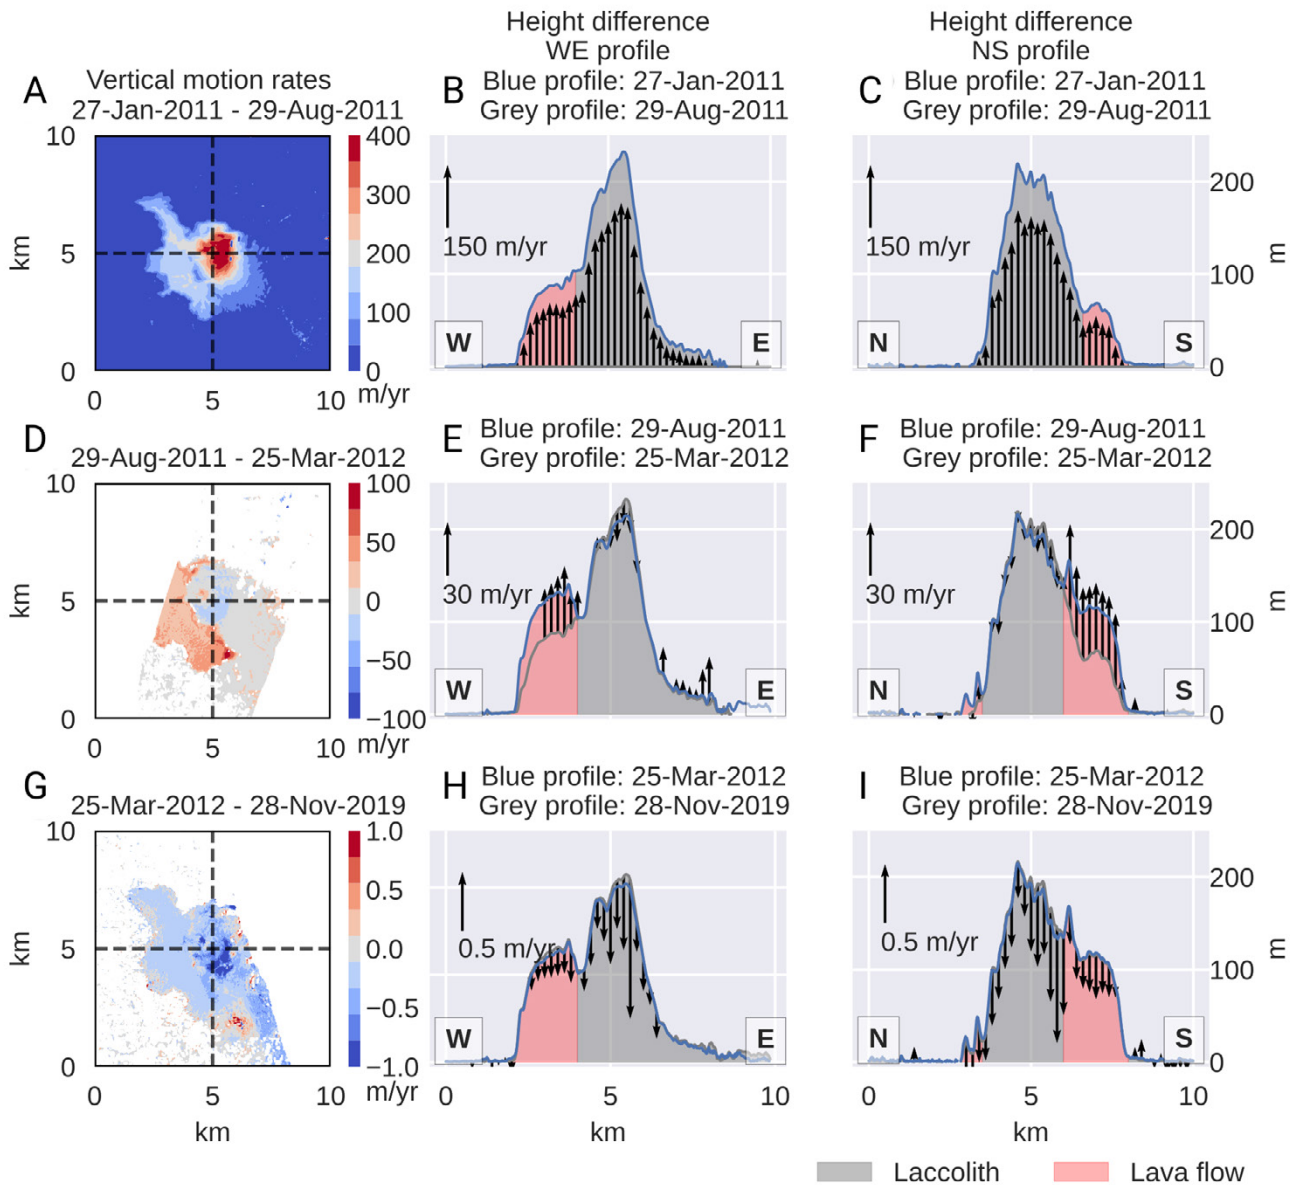 Height difference
WE profile
Height difference
NS profile
A
Vertical motion rates
27-Jan-2011 - 29-Aug-2011
B
Blue profile: 27-Jan-2011
Grey profile: 29-Aug-2011
C
Blue profile: 27-Jan-2011
Grey profile: 29-Aug-2011
10
5
0
km
0
5
10
400
300
200
100
0
m/yr
150 m/yr
W
E
150 m/yr
N
S
200
100
0
m
D
29-Aug-2011 - 25-Mar-2012
E
Blue profile: 29-Aug-2011
Grey profile: 25-Mar-2012
F
Blue profile: 29-Aug-2011
Grey profile: 25-Mar-2012
10
5
0
km
0
5
10
100
50
0
−50
−100
m/yr
30 m/yr
W
E
30 m/yr
N
S
200
100
0
m
G
25-Mar-2012 - 28-Nov-2019
H
Blue profile: 25-Mar-2012
Grey profile: 28-Nov-2019
I
Blue profile: 25-Mar-2012
Grey profile: 28-Nov-2019
10
5
0
km
0
5
10
km
1.0
0.5
0.0
−0.5
−1.0
m/yr
0.5 m/yr
W
E
0
5
10
km
0.5 m/yr
N
S
200
100
0
m
0
5
10
km
Laccolith
Lava flow